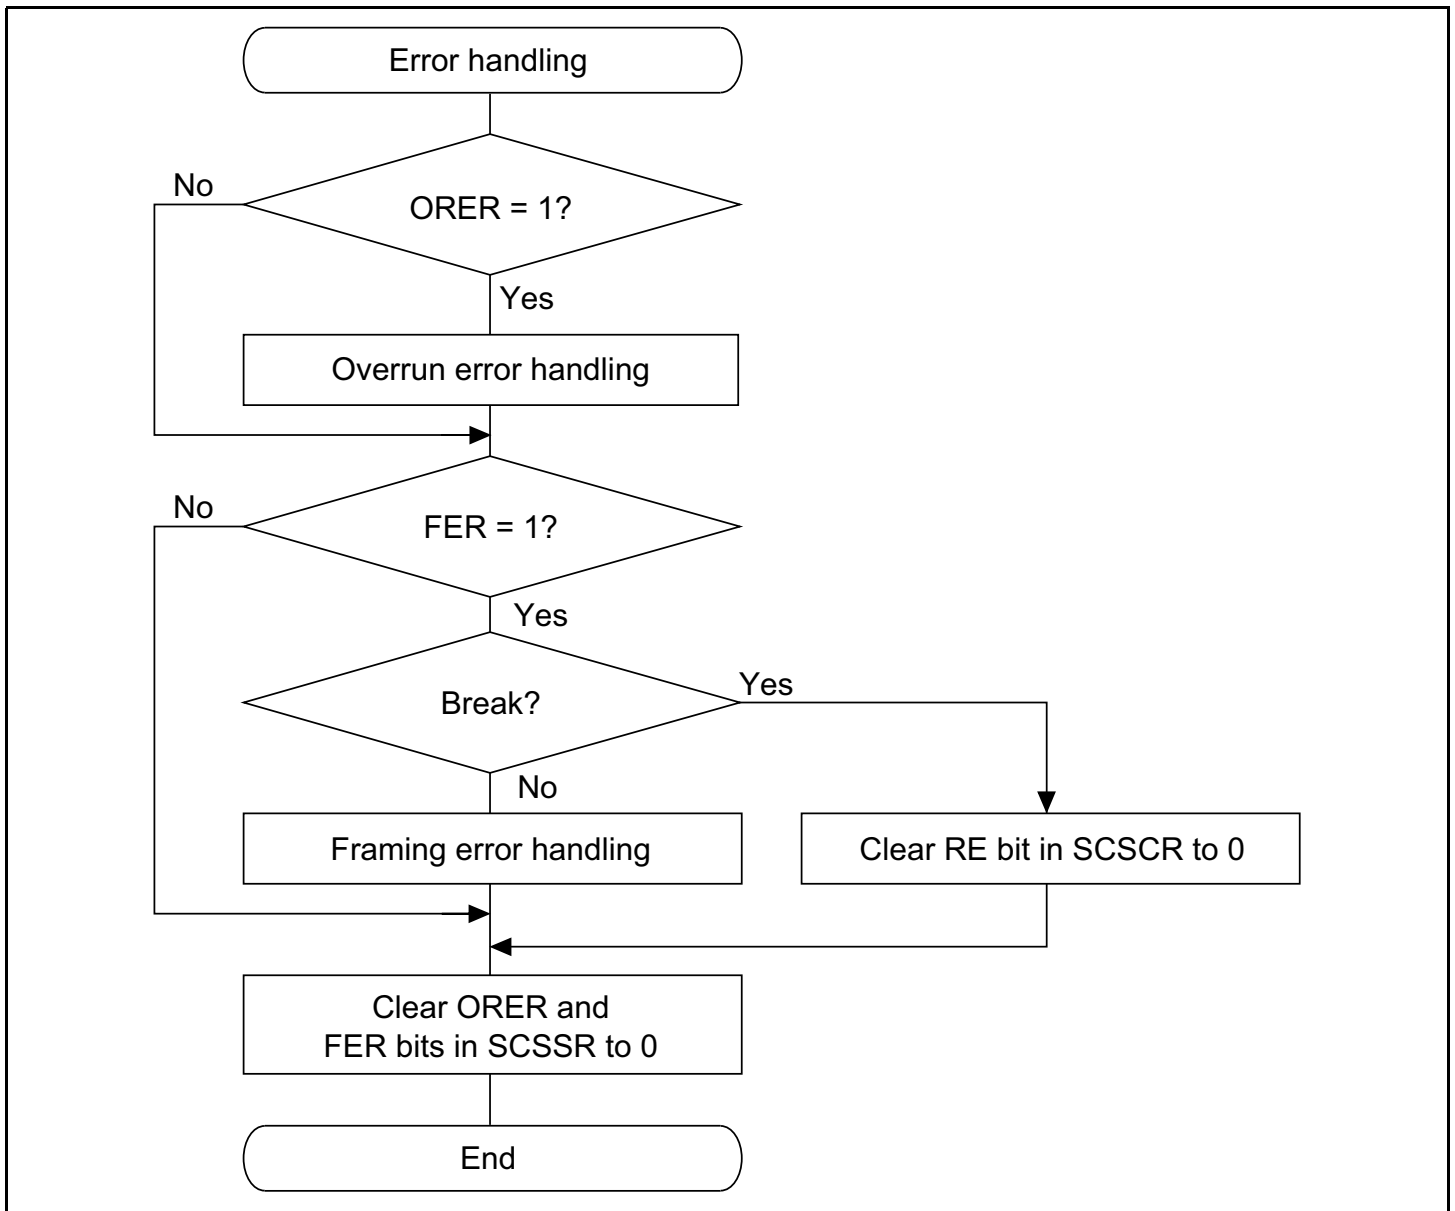 Error handling
No
ORER = 1?
Yes
Overrun error handling
No
FER = 1?
Yes
Break?
Yes
No
Framing error handling
Clear RE bit in SCSCR to 0
Clear ORER and
FER bits in SCSSR to 0
End